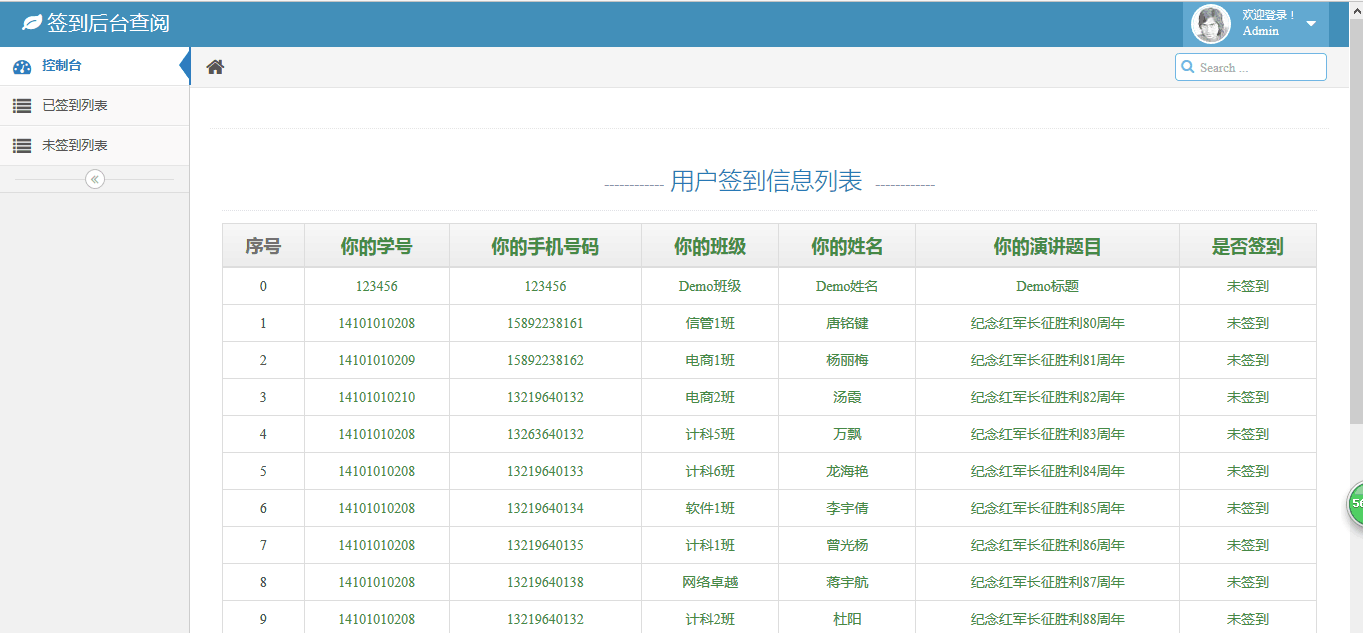 签到后台查阅
欢迎登录！
Admin
控制台
Search ...
已签到列表
未签到列表
------------ 用户签到信息列表 ------------
序号 你的学号 你的手机号码 你的班级 你的姓名 你的演讲题目 是否签到
0 123456 123456 Demo班级 Demo姓名 Demo标题 未签到
1 14101010208 15892238161 信管1班 唐铭键 纪念红军长征胜利80周年 未签到
2 14101010209 15892238162 电商1班 杨丽梅 纪念红军长征胜利81周年 未签到
3 14101010210 13219640132 电商2班 汤霞 纪念红军长征胜利82周年 未签到
4 14101010208 13263640132 计科5班 万飘 纪念红军长征胜利83周年 未签到
5 14101010208 13219640133 计科6班 龙海艳 纪念红军长征胜利84周年 未签到
6 14101010208 13219640134 软件1班 李宇倩 纪念红军长征胜利85周年 未签到
7 14101010208 13219640135 计科1班 曾光杨 纪念红军长征胜利86周年 未签到
8 14101010208 13219640138 网络卓越 蒋宇航 纪念红军长征胜利87周年 未签到
9 14101010208 13219640132 计科2班 杜阳 纪念红军长征胜利88周年 未签到